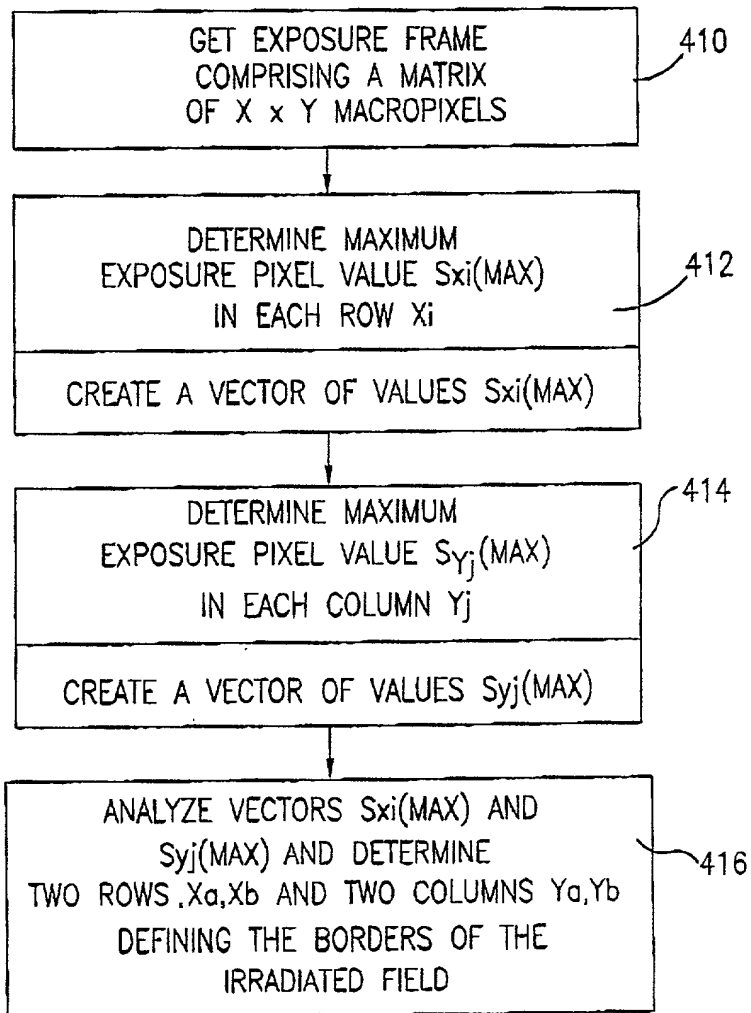 GET EXPOSURE FRAME
COMPRISING A MATRIX
OF X x Y MACROPIXELS
410
DETERMINE MAXIMUM
EXPOSURE PIXEL VALUE Sxi(MAX)
IN EACH ROW Xi
412
CREATE A VECTOR OF VALUES Sxi(MAX)
DETERMINE MAXIMUM
EXPOSURE PIXEL VALUE SYj(MAX)
IN EACH COLUMN Yj
414
CREATE A VECTOR OF VALUES Syj(MAX)
ANALYZE VECTORS Sxi(MAX) AND
Syj(MAX) AND DETERMINE
TWO ROWS .Xa,Xb AND TWO COLUMNS Ya,Yb
DEFINING THE BORDERS OF THE
IRRADIATED FIELD
416